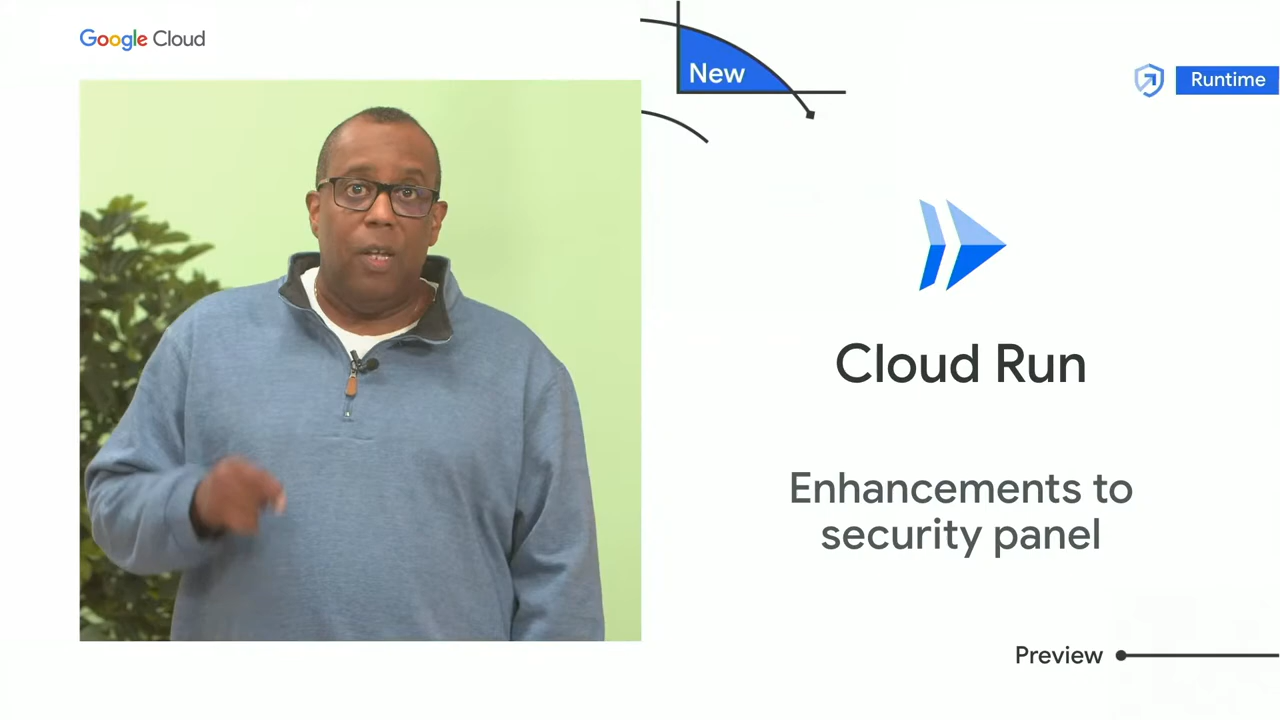 Google Cloud
New
Runtime
Cloud Run
Enhancements to
security panel
Preview